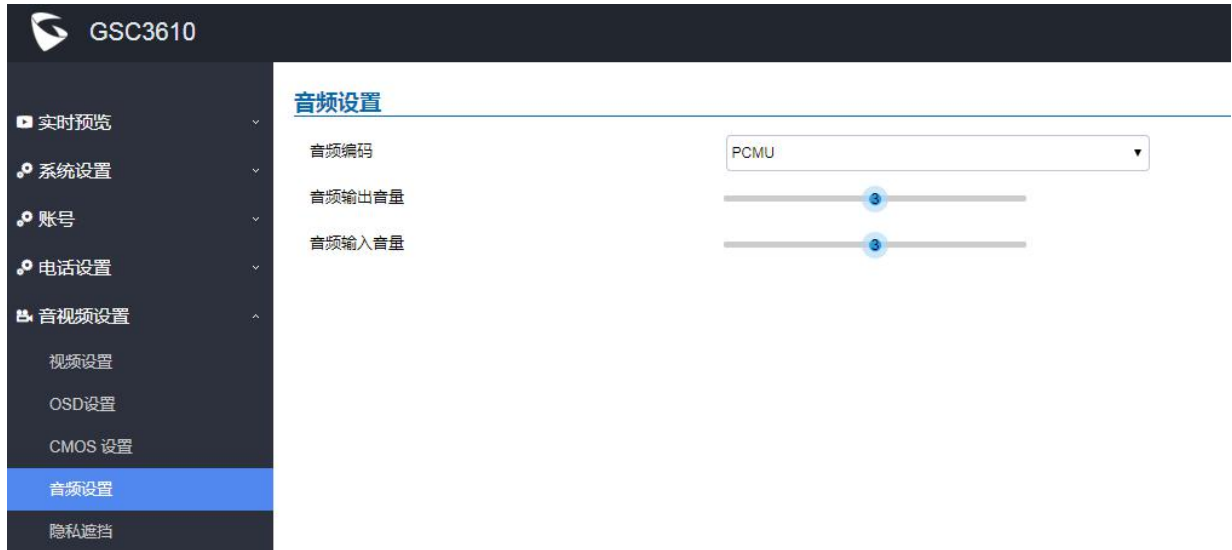 GSC3610
实时预览
系统设置
账号
电话设置
音视频设置
视频设置
OSD设置
CMOS 设置
音频设置
隐私遮挡
音频设置
音频编码 PCMU
音频输出音量 3
音频输入音量 3